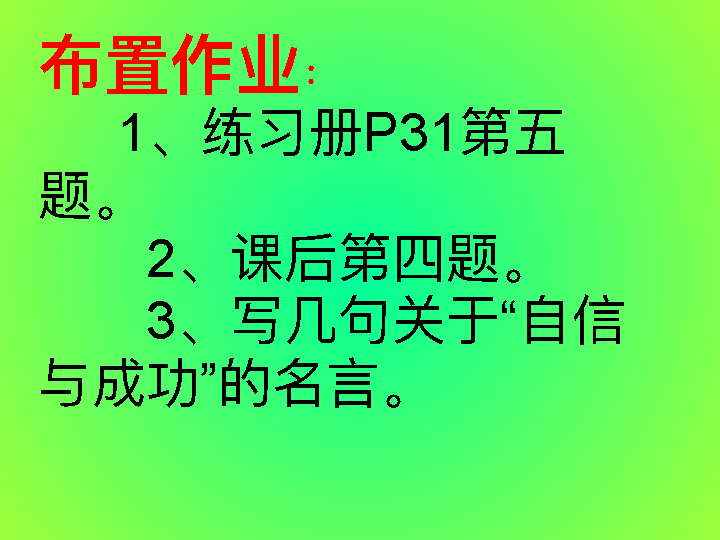 布置作业:
1、练习册P31第五
题。
2、课后第四题。
3、写几句关于“自信
与成功”的名言。